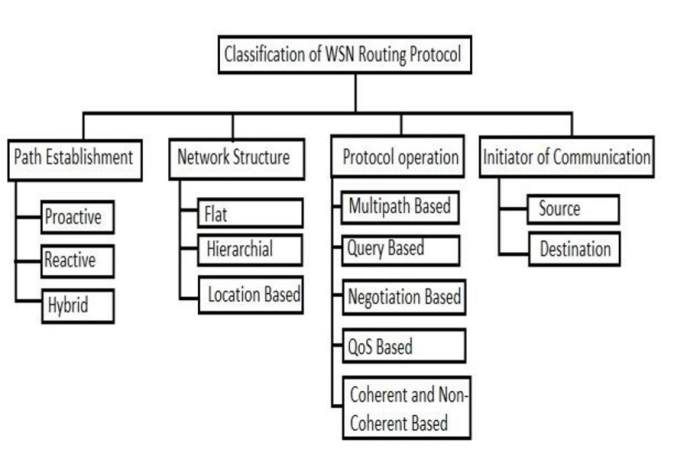 Classification of WSN Routing Protocol
Path Establishment
Proactive
Reactive
Hybrid
Network Structure
Flat
Hierarchial
Location Based
Protocol operation
Multipath Based
Query Based
Negotiation Based
QoS Based
Coherent and Non-
Coherent Based
Initiator of Communication
Source
Destination